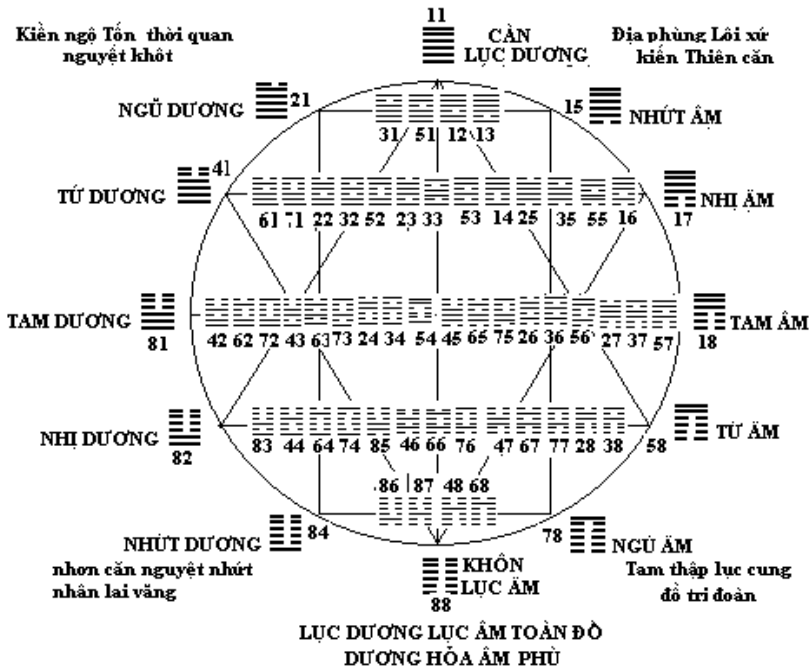 11
Kiền ngộ Tốn thời quan
nguyệt khốt
CÀN
LỤC DƯƠNG
Địa phùng Lôi xứ
kiến Thiên căn
NGŨ DƯƠNG
21
15
NHỨT ÂM
31 51 12 13
TỨ DƯƠNG
41
61 71 22 32 52 23 33 53 14 25 35 55 16
17
NHỊ ÂM
TAM DƯƠNG
81
42 62 72 43 63 73 24 34 54 45 65 75 26 36 56 27 37 57
18
TAM ÂM
NHỊ DƯƠNG
82
83 44 64 74 85 46 66 76 47 67 77 28 38
58
TỨ ÂM
86 87 48 68
NHỨT DƯƠNG
84
78
NGŨ ÂM
nhơn căn nguyệt nhứt
nhân lai vãng
KHÔN
LỤC ÂM
88
Tam thập lục cung
đồ tri đoàn
LỤC DƯƠNG LỤC ÂM TOÀN ĐỒ
DƯƠNG HỎA ÂM PHÙ